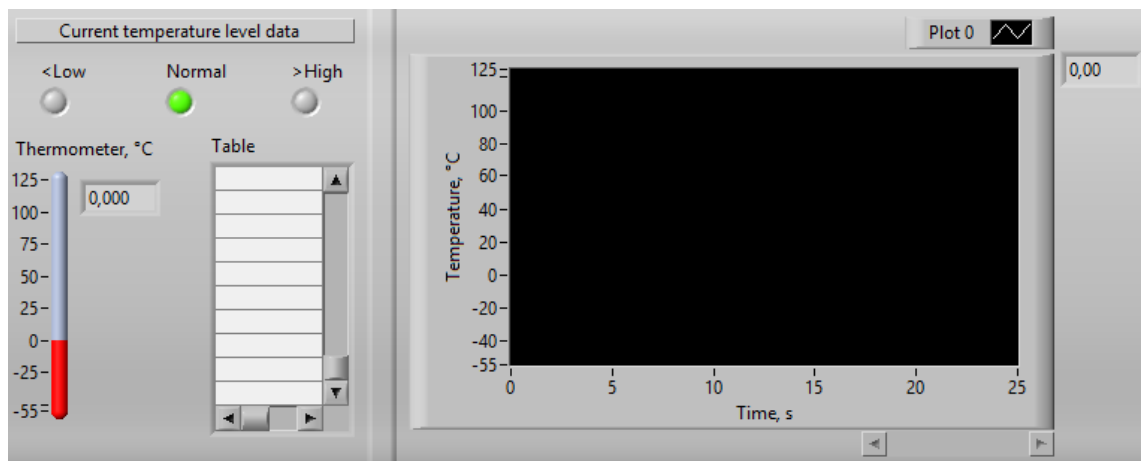 Current temperature level data
<Low Normal >High
Thermometer, °C
0,000
125
100
75
50
25
0
-25
-55
Table
Plot 0
0,00
Temperature, °C
125
100
80
60
40
20
0
-20
-40
-55
0 5 10 15 20 25
Time, s